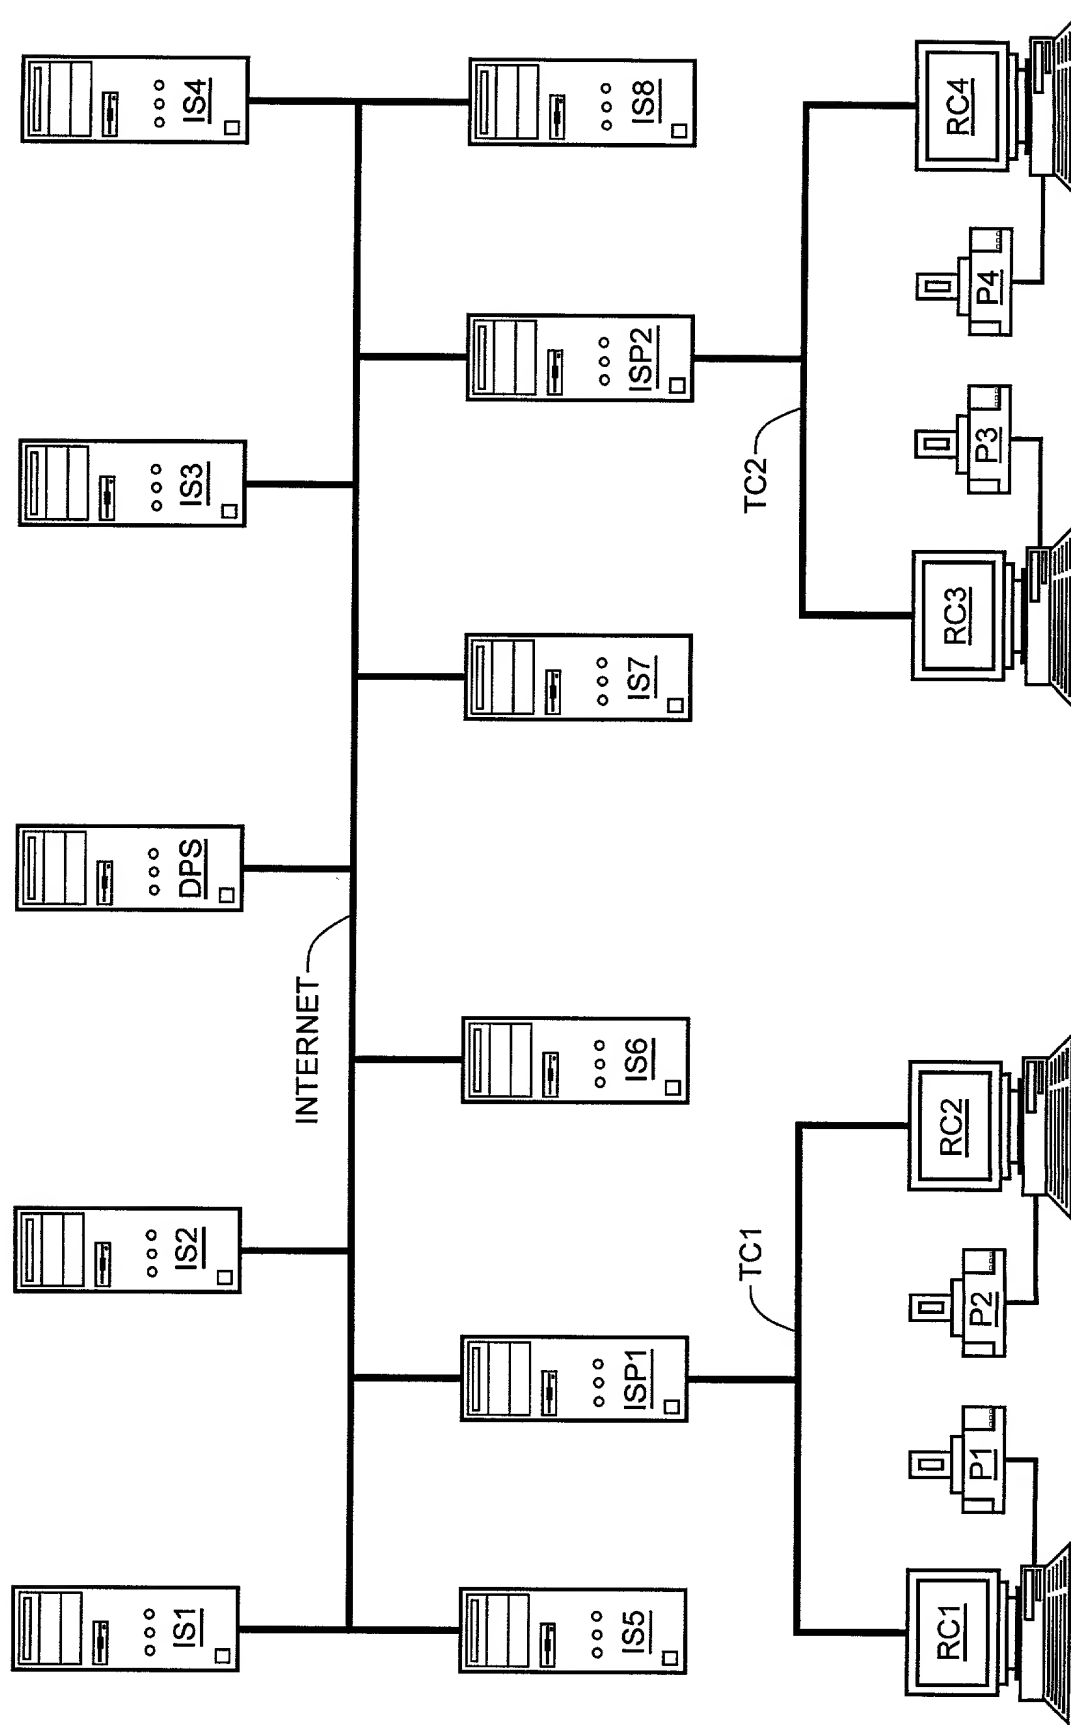 IS1
IS2
DPS
IS3
IS4
INTERNET
IS5
ISP1
IS6
IS7
ISP2
IS8
TC1
TC2
RC1
P1
P2
RC2
RC3
P3
P4
RC4